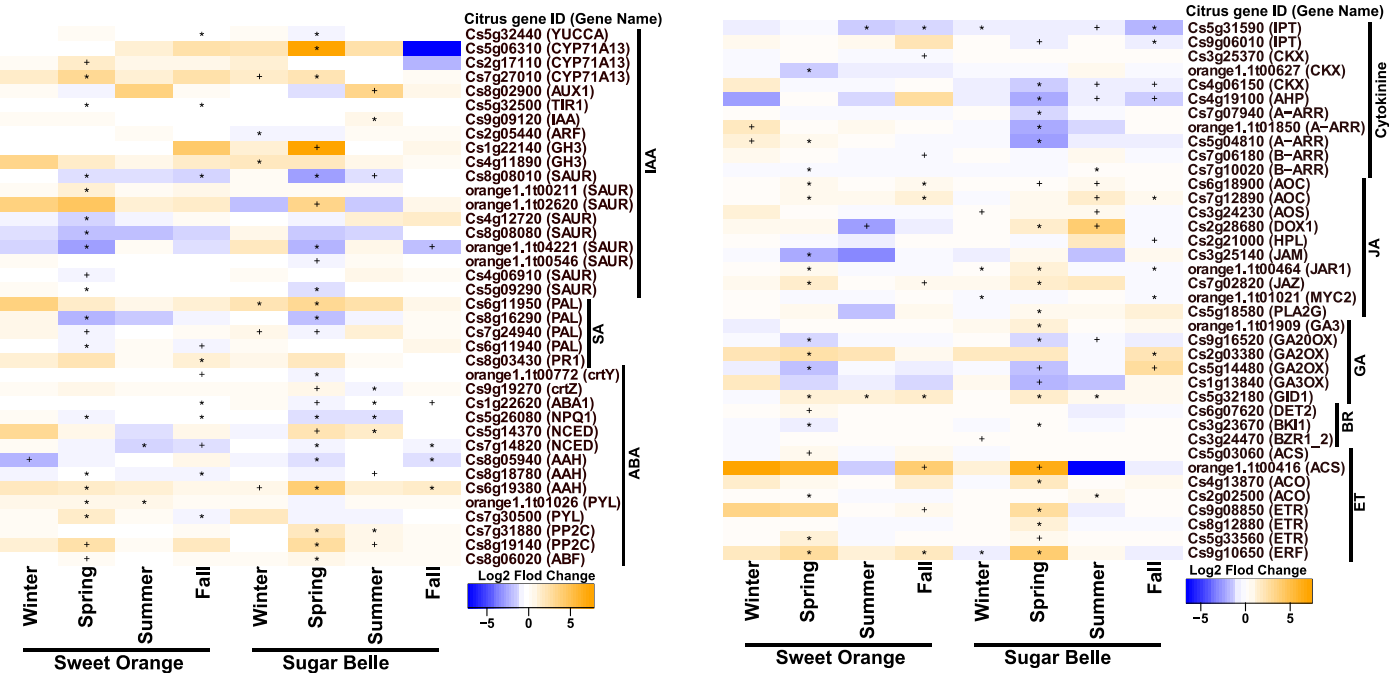 Citrus gene ID (Gene Name)
Cs5g32440 (YUCCA)
Cs5g06310 (CYP71A13)
Cs2g17110 (CYP71A13)
Cs7g27010 (CYP71A13)
Cs8g02900 (AUX1)
Cs5g32500 (TIR1)
Cs9g09120 (IAA)
Cs2g05440 (ARF)
Cs1g22140 (GH3)
Cs4g11890 (GH3)
Cs8g08010 (SAUR)
orange1.1t00211 (SAUR)
orange1.1t02620 (SAUR)
Cs4g12720 (SAUR)
Cs8g08080 (SAUR)
orange1.1t04221 (SAUR)
orange1.1t00546 (SAUR)
Cs4g06910 (SAUR)
Cs5g09290 (SAUR)
Cs6g11950 (PAL)
Cs8g16290 (PAL)
Cs7g24940 (PAL)
Cs6g11940 (PAL)
Cs8g03430 (PR1)
orange1.1t00772 (crtY)
Cs9g19270 (crtZ)
Cs1g22620 (ABA1)
Cs5g26080 (NPQ1)
Cs5g14370 (NCED)
Cs7g14820 (NCED)
Cs8g05940 (AAH)
Cs8g18780 (AAH)
Cs6g19380 (AAH)
orange1.1t01026 (PYL)
Cs7g30500 (PYL)
Cs7g31880 (PP2C)
Cs8g19140 (PP2C)
Cs8g06020 (ABF)
IAA
SA
ABA
Winter
Spring
Summer
Fall
Winter
Spring
Summer
Fall
Sweet Orange
Sugar Belle
Log2 Flod Change
−5 0 5
Citrus gene ID (Gene Name)
Cs5g31590 (IPT)
Cs9g06010 (IPT)
Cs3g25370 (CKX)
orange1.1t00627 (CKX)
Cs4g06150 (CKX)
Cs4g19100 (AHP)
Cs7g07940 (A−ARR)
orange1.1t01850 (A−ARR)
Cs5g04810 (A−ARR)
Cs7g06180 (B−ARR)
Cs7g10020 (B−ARR)
Cs6g18900 (AOC)
Cs7g12890 (AOC)
Cs3g24230 (AOS)
Cs2g28680 (DOX1)
Cs2g21000 (HPL)
Cs3g25140 (JAM)
orange1.1t00464 (JAR1)
Cs7g02820 (JAZ)
orange1.1t01021 (MYC2)
Cs5g18580 (PLA2G)
orange1.1t01909 (GA3)
Cs9g16520 (GA20OX)
Cs2g03380 (GA2OX)
Cs5g14480 (GA2OX)
Cs1g13840 (GA3OX)
Cs5g32180 (GID1)
Cs6g07620 (DET2)
Cs3g23670 (BKI1)
Cs3g24470 (BZR1_2)
Cs5g03060 (ACS)
orange1.1t00416 (ACS)
Cs4g13870 (ACO)
Cs2g02500 (ACO)
Cs9g08850 (ETR)
Cs8g12880 (ETR)
Cs5g33560 (ETR)
Cs9g10650 (ERF)
Cytokinine
JA
GA
BR
ET
Winter
Spring
Summer
Fall
Winter
Spring
Summer
Fall
Sweet Orange
Sugar Belle
Log2 Flod Change
−5 0 5